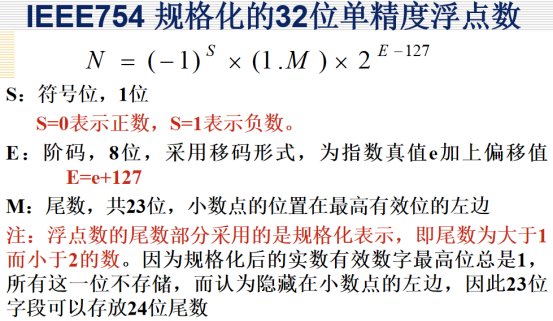 IEEE754 规格化的32位单精度浮点数
N = (-1)^S × (1.M) × 2^{E-127}
S：符号位，1位
S=0表示正数，S=1表示负数。
E：阶码，8位，采用移码形式，为指数真值e加上偏移值
E=e+127
M：尾数，共23位，小数点的位置在最高有效位的左边
注：浮点数的尾数部分采用的是规格化表示，即尾数为大于1
而小于2的数。因为规格化后的实数有效数字最高位总是1，
所有这一位不存储，而认为隐藏在小数点的左边，因此23位
字段可以存放24位尾数